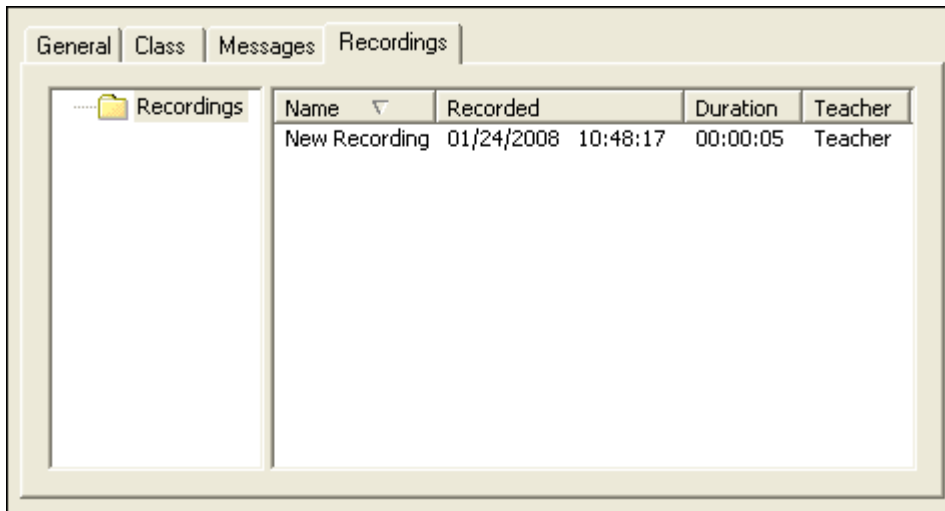 General Class Messages Recordings
Recordings
Name Recorded Duration Teacher
New Recording 01/24/2008 10:48:17 00:00:05 Teacher